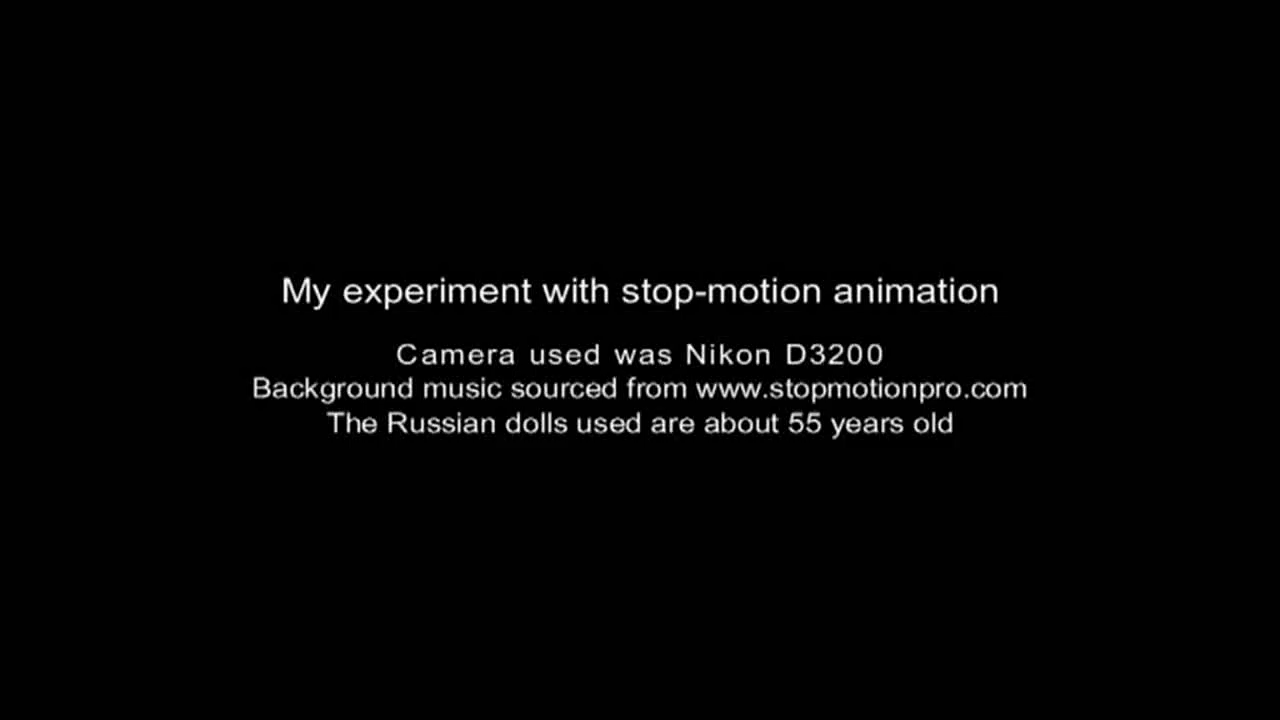 My experiment with stop-motion animation
Camera used was Nikon D3200
Background music sourced from www.stopmotionpro.com
The Russian dolls used are about 55 years old